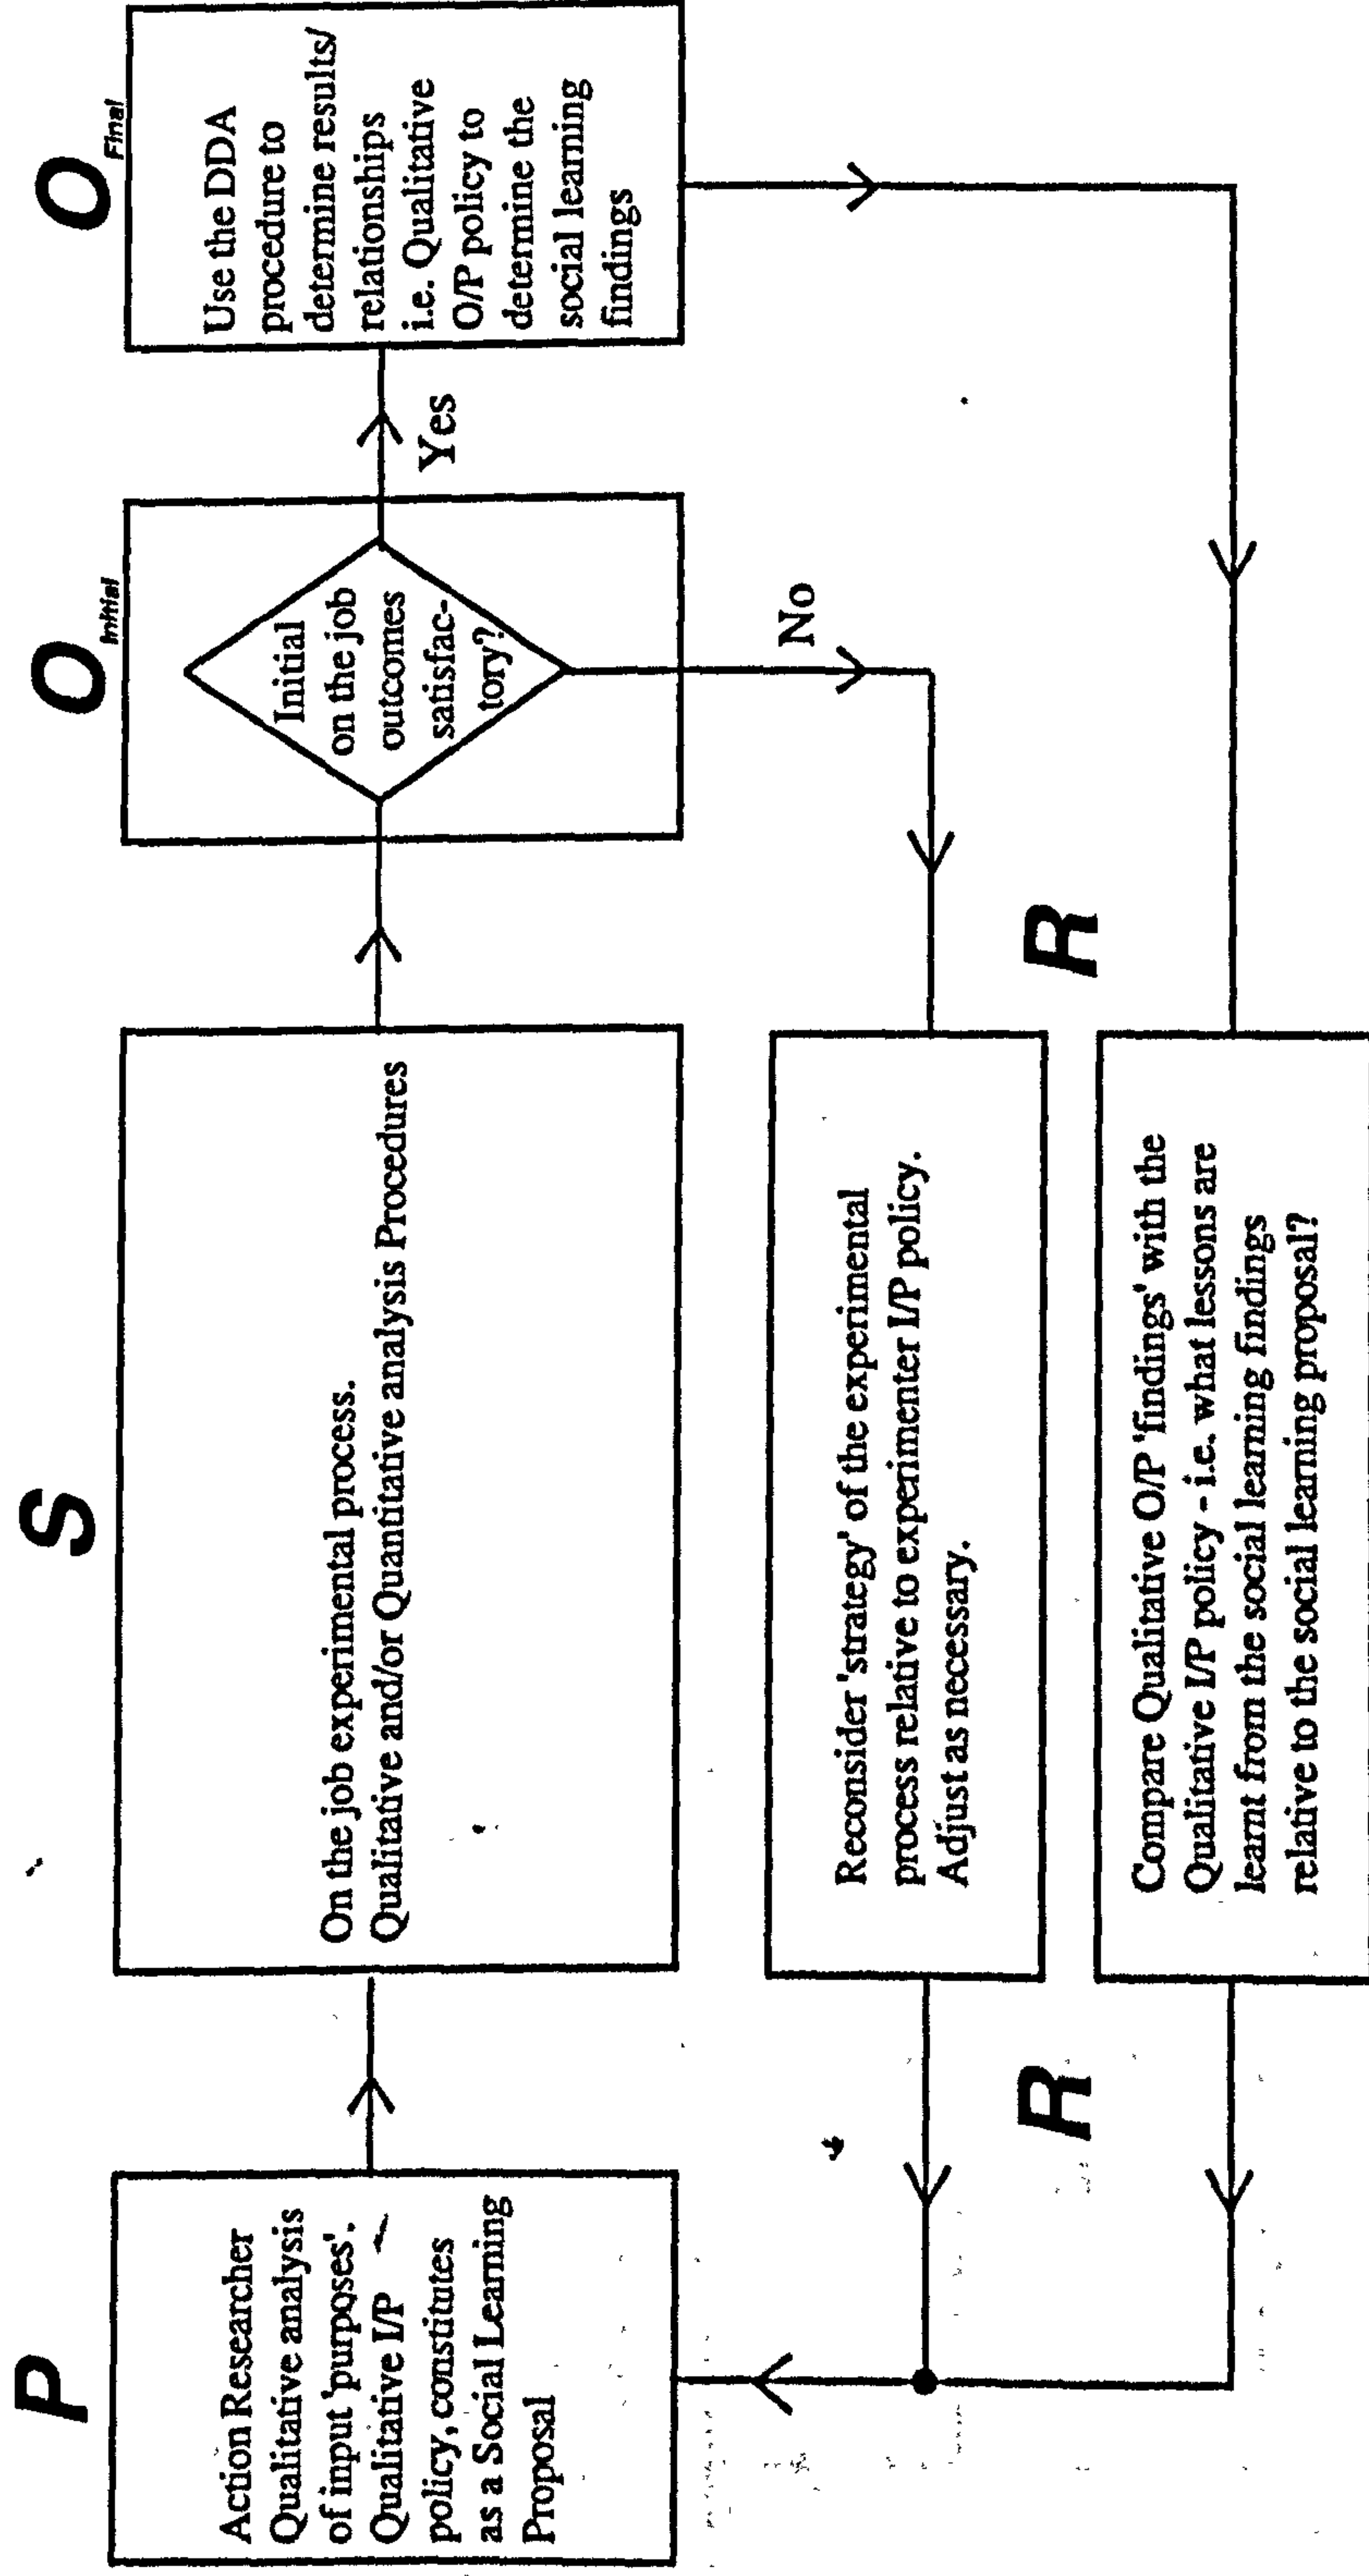 P
Action Researcher
Qualitative analysis
of input 'purposes'.
Qualitative I/P
policy, constitutes
as a Social Learning
Proposal
S
On the job experimental process.
Qualitative and/or Quantitative analysis Procedures
O Initial
Initial
on the job
outcomes
satisfac-
tory?
Yes
No
O Final
Use the DDA
procedure to
determine results/
relationships
i.e. Qualitative
O/P policy to
determine the
social learning
findings
Reconsider 'strategy' of the experimental
process relative to experimenter I/P policy.
Adjust as necessary.
R
R
Compare Qualitative O/P 'findings' with the
Qualitative I/P policy - i.e. what lessons are
learnt from the social learning findings
relative to the social learning proposal?